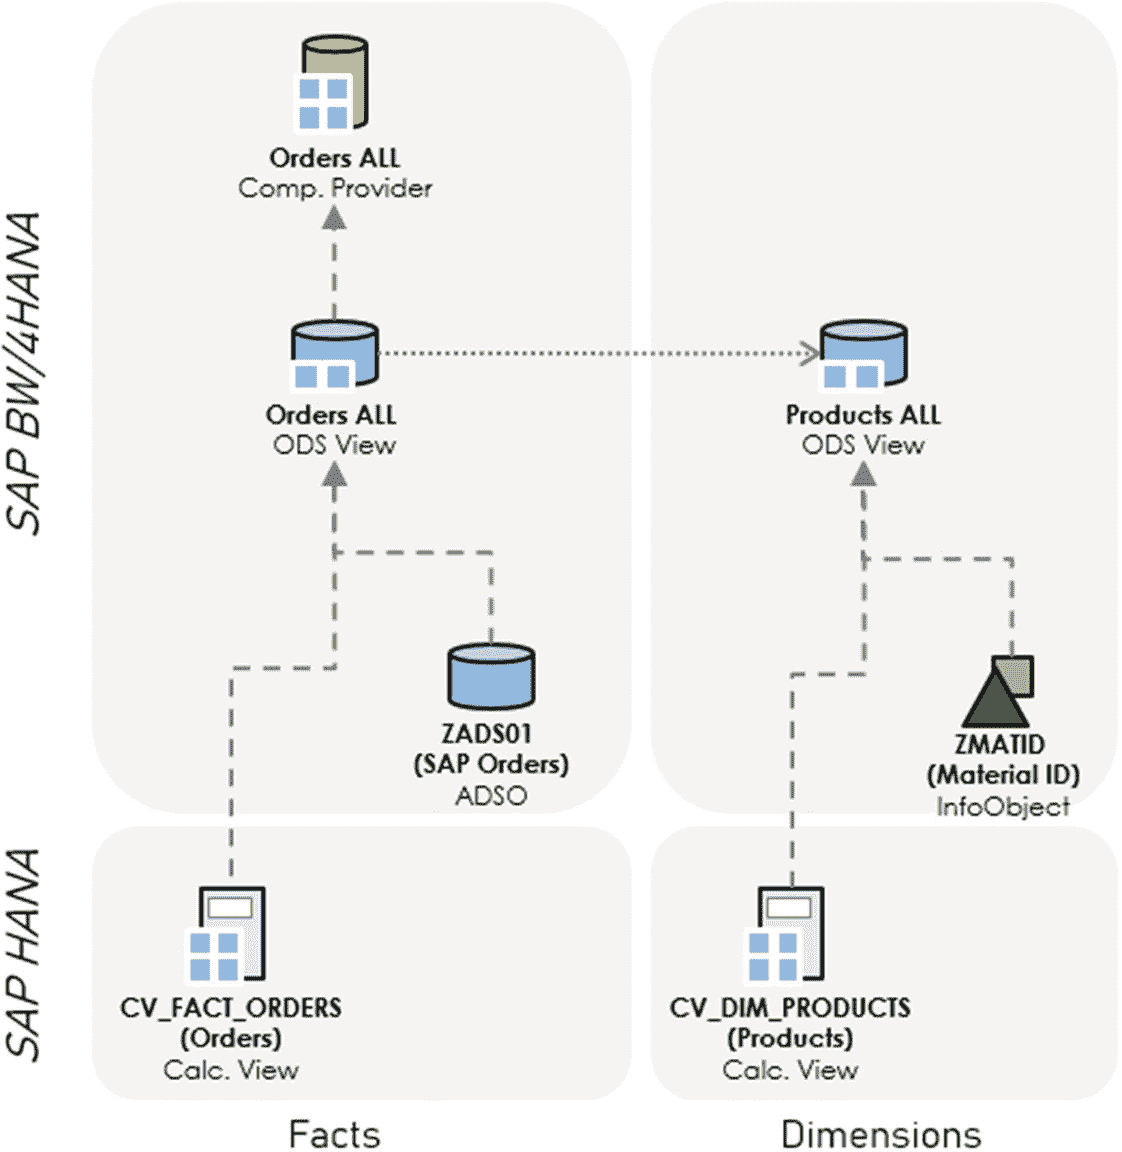 SAP BW/4HANA
Orders ALL
Comp. Provider
Orders ALL
ODS View
Products ALL
ODS View
ZADS01
(SAP Orders)
ADSO
ZMATID
(Material ID)
InfoObject
SAP HANA
CV_FACT_ORDERS
(Orders)
Calc. View
CV_DIM_PRODUCTS
(Products)
Calc. View
Facts
Dimensions